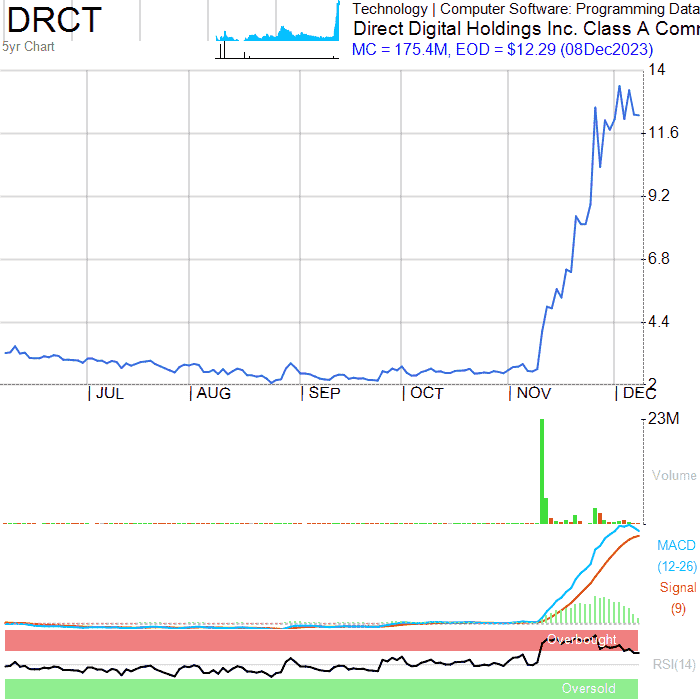 DRCT
5yr Chart
Technology | Computer Software: Programming Data
Direct Digital Holdings Inc. Class A Com
MC = 175.4M, EOD = $12.29 (08Dec2023)
14
11.6
9.2
6.8
4.4
2
JUL AUG SEP OCT NOV DEC
23M
Volume
MACD
(12-26)
Signal
(9)
Overbought
RSI(14)
Oversold